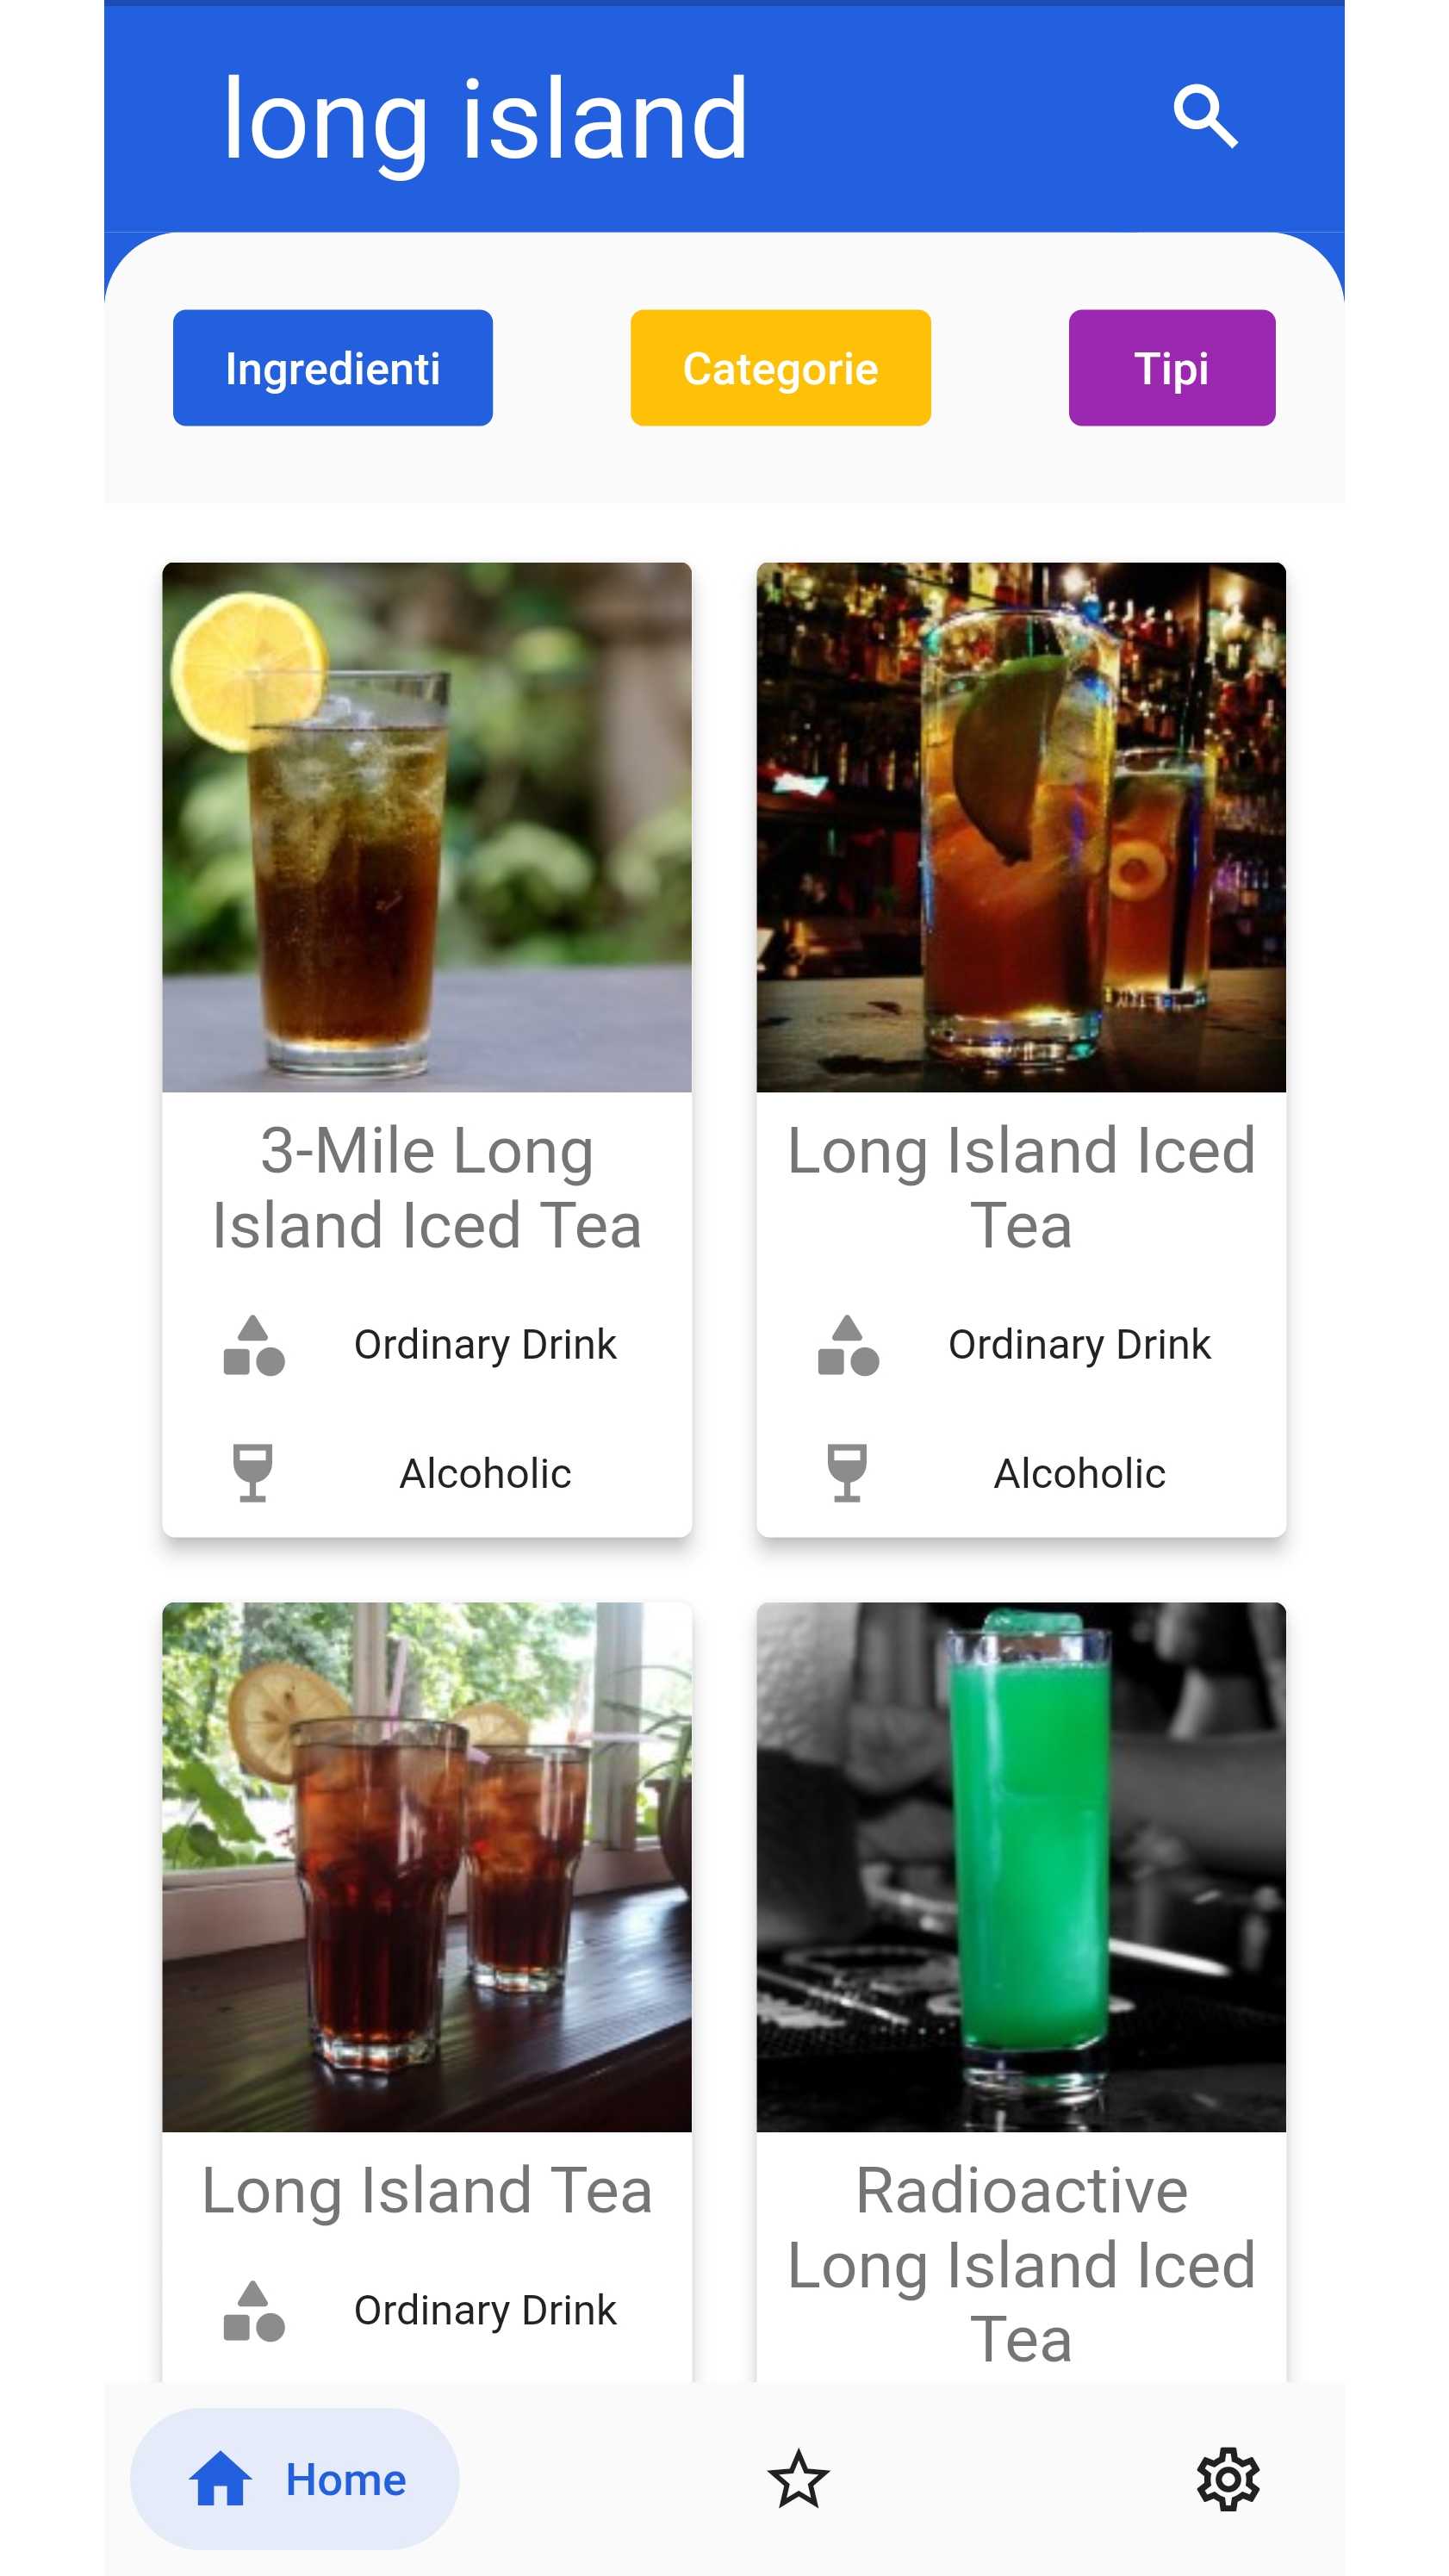 long island
Ingredienti
Categorie
Tipi
3-Mile Long
Island Iced Tea
Ordinary Drink
Alcoholic
Long Island Iced
Tea
Ordinary Drink
Alcoholic
Long Island Tea
Ordinary Drink
Radioactive
Long Island Iced
Tea
Home